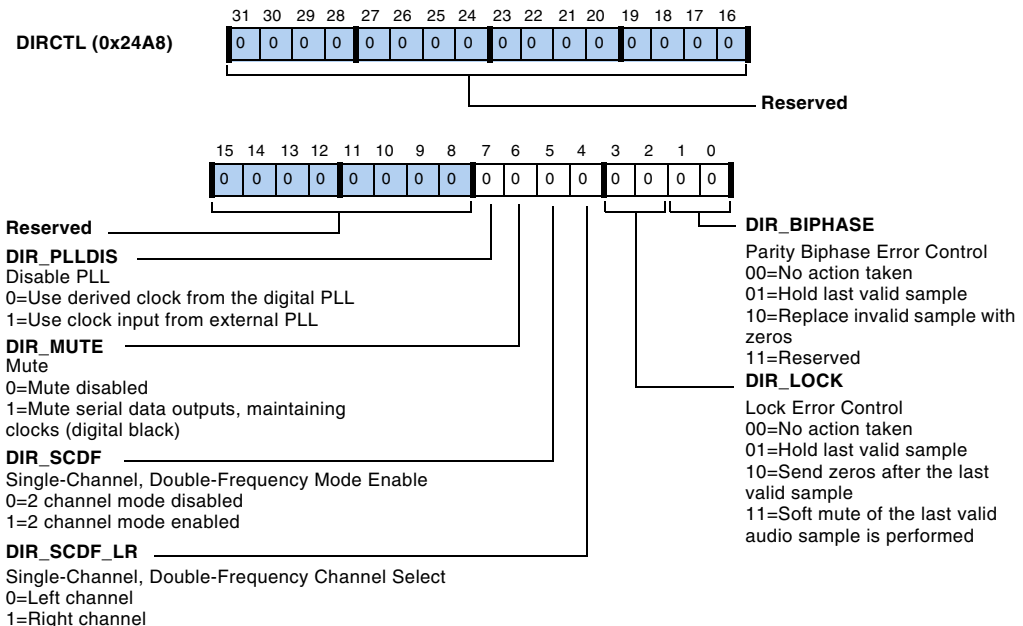 31 30 29 28 27 26 25 24 23 22 21 20 19 18 17 16
DIRCTL (0x24A8)
0 0 0 0 0 0 0 0 0 0 0 0 0 0 0 0
Reserved
15 14 13 12 11 10 9 8 7 6 5 4 3 2 1 0
0 0 0 0 0 0 0 0 0 0 0 0 0 0 0 0
Reserved
DIR_PLLDIS
Disable PLL
0=Use derived clock from the digital PLL
1=Use clock input from external PLL
DIR_MUTE
Mute
0=Mute disabled
1=Mute serial data outputs, maintaining
clocks (digital black)
DIR_SCDF
Single-Channel, Double-Frequency Mode Enable
0=2 channel mode disabled
1=2 channel mode enabled
DIR_SCDF_LR
Single-Channel, Double-Frequency Channel Select
0=Left channel
1=Right channel
DIR_BIPHASE
Parity Biphase Error Control
00=No action taken
01=Hold last valid sample
10=Replace invalid sample with
zeros
11=Reserved
DIR_LOCK
Lock Error Control
00=No action taken
01=Hold last valid sample
10=Send zeros after the last
valid sample
11=Soft mute of the last valid
audio sample is performed